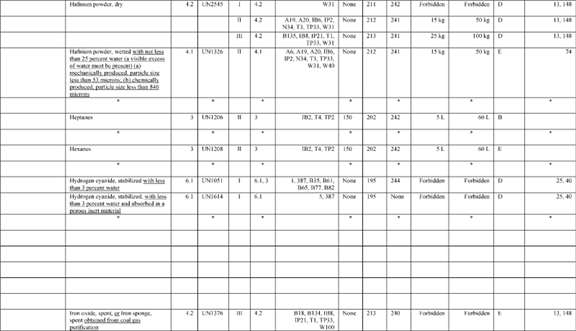 Hafnium powder, dry 4.2 UN2545 I 4.2 W31 None 211 242 Forbidden Forbidden D 13, 148
II 4.2 A19, A20, IB6, IP2, N34, T3, TP33, W31 None 212 241 15 kg 50 kg D 13, 148
III 4.2 B135, IB8, IP21, T1, TP33, W31 None 213 241 25 kg 100 kg D 13, 148
Hafnium powder, wetted with not less than 25 percent water (a visible excess of water must be present) (a) mechanically produced, particle size less than 53 microns; (b) chemically produced, particle size less than 840 microns 4.1 UN1326 II 4.1 A6, A19, A20, IB6, IP2, N34, T3, TP33, W31, W40 None 212 241 15 kg 50 kg E 74
* * * * * * *
Heptanes 3 UN1206 II 3 IB2, T4, TP2 150 202 242 5 L 60 L B
* * * * * * *
Hexanes 3 UN1208 II 3 IB2, T4, TP2 150 202 242 5 L 60 L E
* * * * * * *
Hydrogen cyanide, stabilized with less than 3 percent water 6.1 UN1051 I 6.1, 3 1, 387, B35, B61, B65, B77, B82 None 195 244 Forbidden Forbidden D 25, 40
Hydrogen cyanide, stabilized, with less than 3 percent water and absorbed in a porous inert material 6.1 UN1614 I 6.1 5, 387 None 195 None Forbidden Forbidden D 25, 40
* * * * * * *
Iron oxide, spent, or Iron sponge, spent obtained from coal gas purification 4.2 UN1376 III 4.2 B18, B134, IB8, IP21, T1, TP33, W100 None 213 240 Forbidden Forbidden E 13, 148